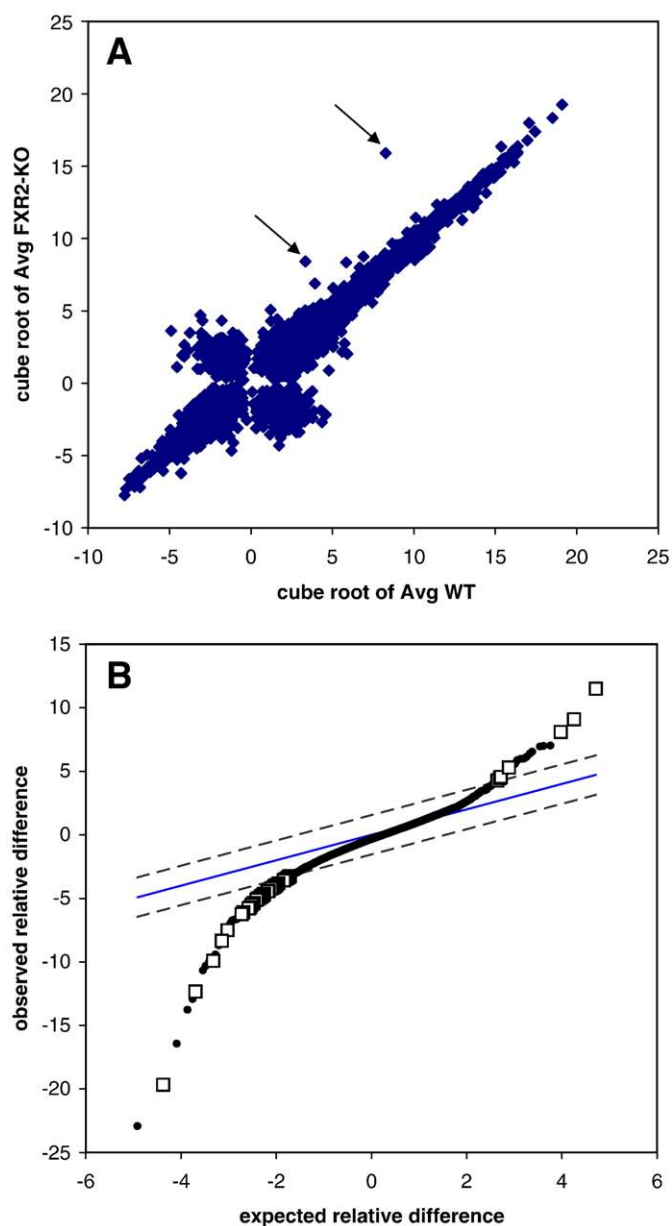 A
25
20
15
10
5
0
-5
-10
cube root of Avg FXR2-KO
-10 -5 0 5 10 15 20 25
cube root of Avg WT
B
15
10
5
0
-5
-10
-15
-20
-25
observed relative difference
-6 -4 -2 0 2 4 6
expected relative difference